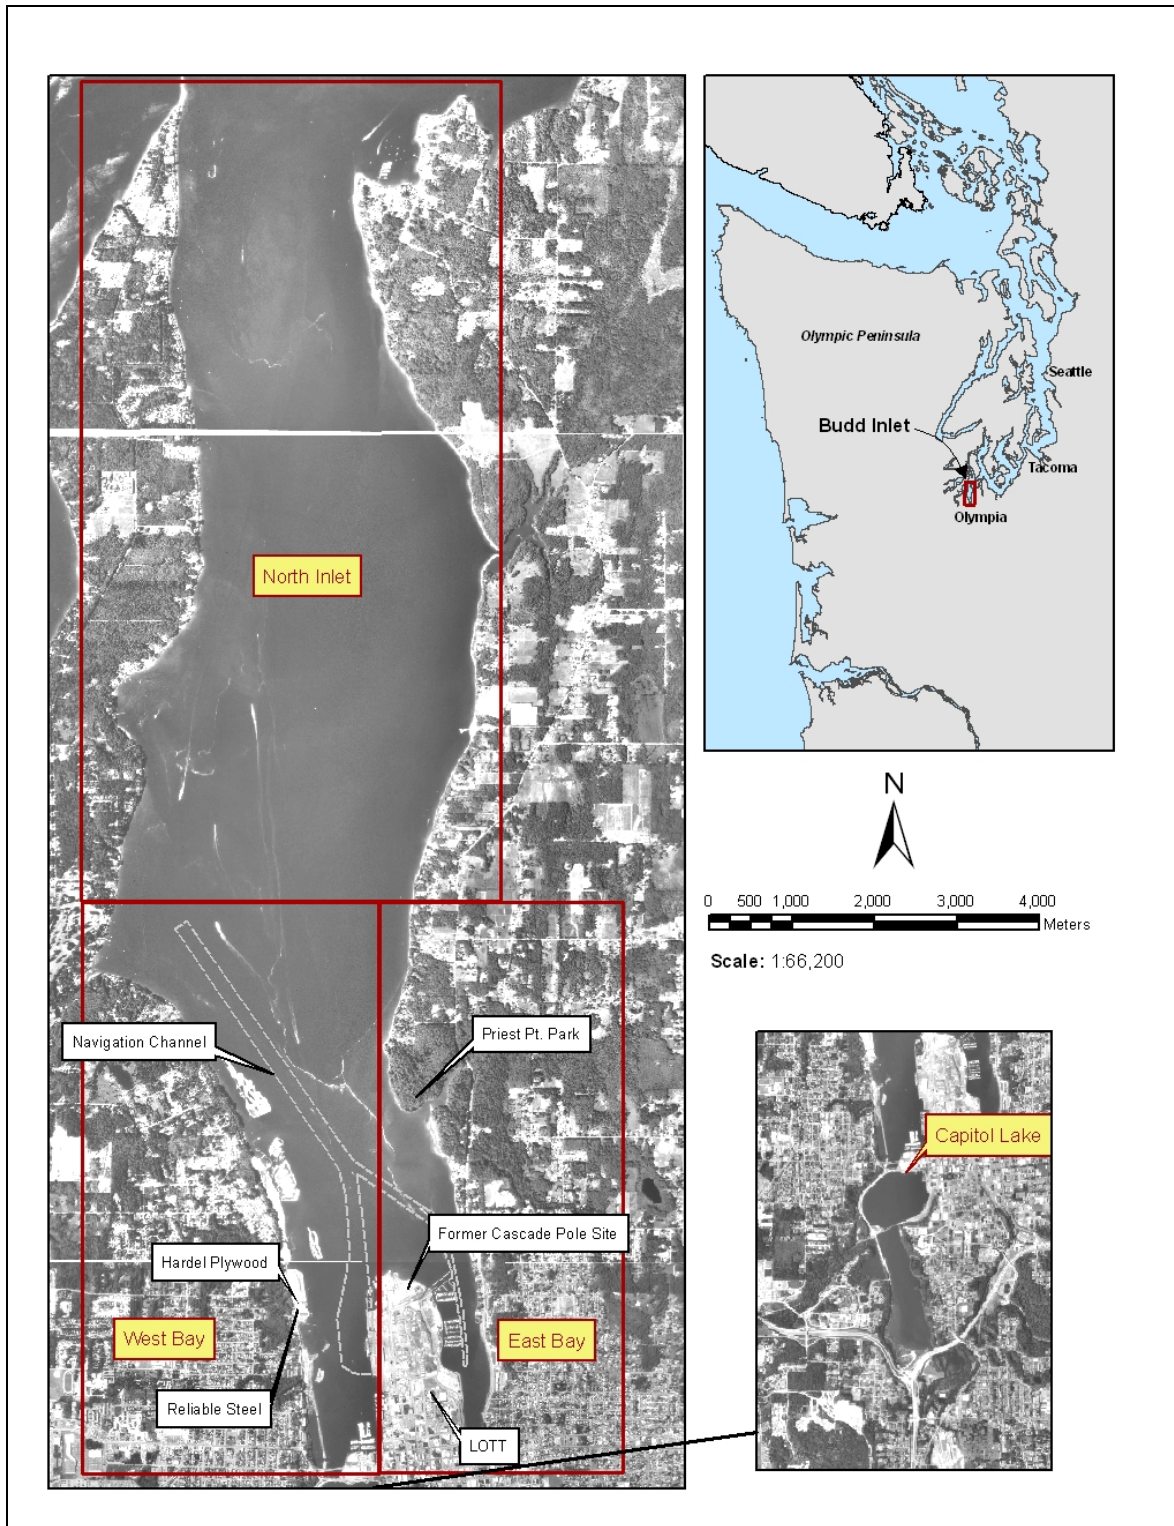 Olympic Peninsula
Seattle
Budd Inlet
Tacoma
Olympia
North Inlet
N
0 500 1,000 2,000 3,000 4,000
Meters
Scale: 1:66,200
Navigation Channel
Priest Pt. Park
Capitol Lake
Former Cascade Pole Site
Hardel Plywood
West Bay
East Bay
Reliable Steel
LOTT